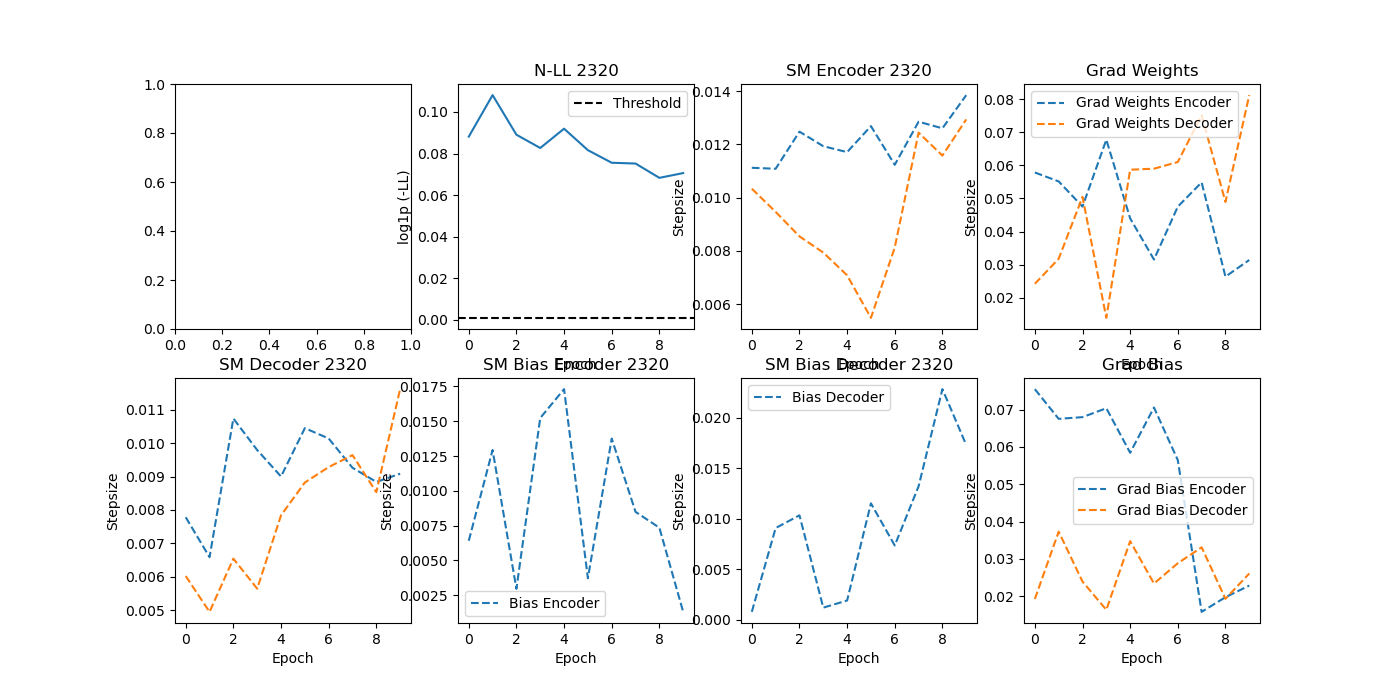 1.0
0.8
0.6
0.4
0.2
0.0
0.0 0.2 0.4 0.6 0.8 1.0
N-LL 2320
log1p (-LL)
0.10
0.08
0.06
0.04
0.02
0.00
Threshold
0 2 4 6 8
Epoch
SM Encoder 2320
Stepsize
0.014
0.012
0.010
0.008
0.006
0 2 4 6 8
Epoch
Grad Weights
Stepsize
0.08
0.07
0.06
0.05
0.04
0.03
0.02
Grad Weights Encoder
Grad Weights Decoder
0 2 4 6 8
Epoch
SM Decoder 2320
Stepsize
0.011
0.010
0.009
0.008
0.007
0.006
0.005
0 2 4 6 8
Epoch
SM Bias Encoder 2320
Stepsize
0.0175
0.0150
0.0125
0.0100
0.0075
0.0050
0.0025
Bias Encoder
0 2 4 6 8
Epoch
SM Bias Decoder 2320
Stepsize
0.020
0.015
0.010
0.005
0.000
Bias Decoder
0 2 4 6 8
Epoch
Grad Bias
Stepsize
0.07
0.06
0.05
0.04
0.03
0.02
Grad Bias Encoder
Grad Bias Decoder
0 2 4 6 8
Epoch